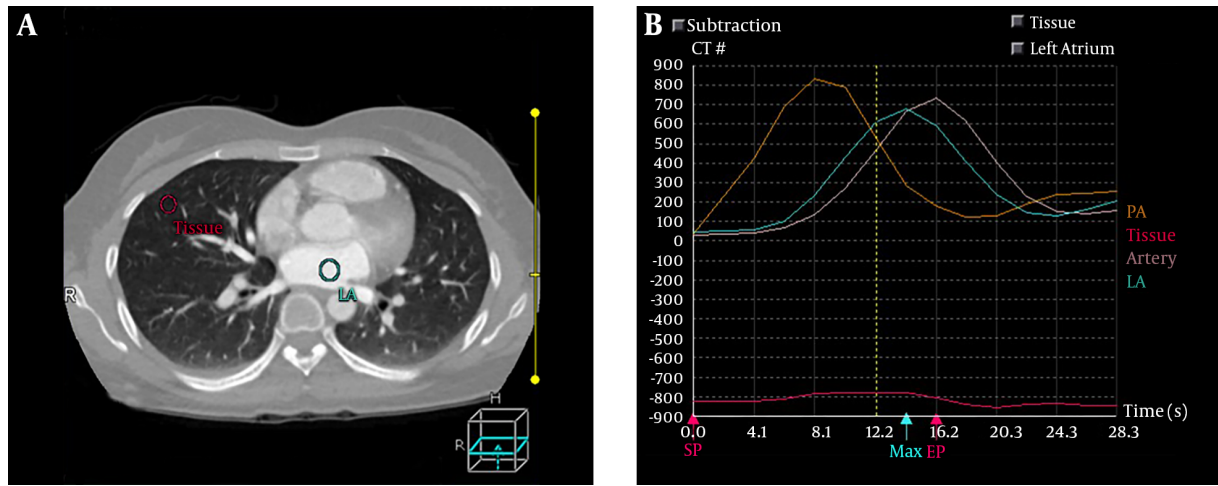 A
Tissue
LA
R
H
R
B
Subtraction
Tissue
CT #
Left Atrium
900
800
700
600
500
400
300
200
100
0
-100
-200
-300
-400
-500
-600
-700
-800
-900
PA
Tissue
Artery
LA
Time (s)
0,0 4.1 8.1 12.2 16.2 20.3 24.3 28.3
SP Max EP